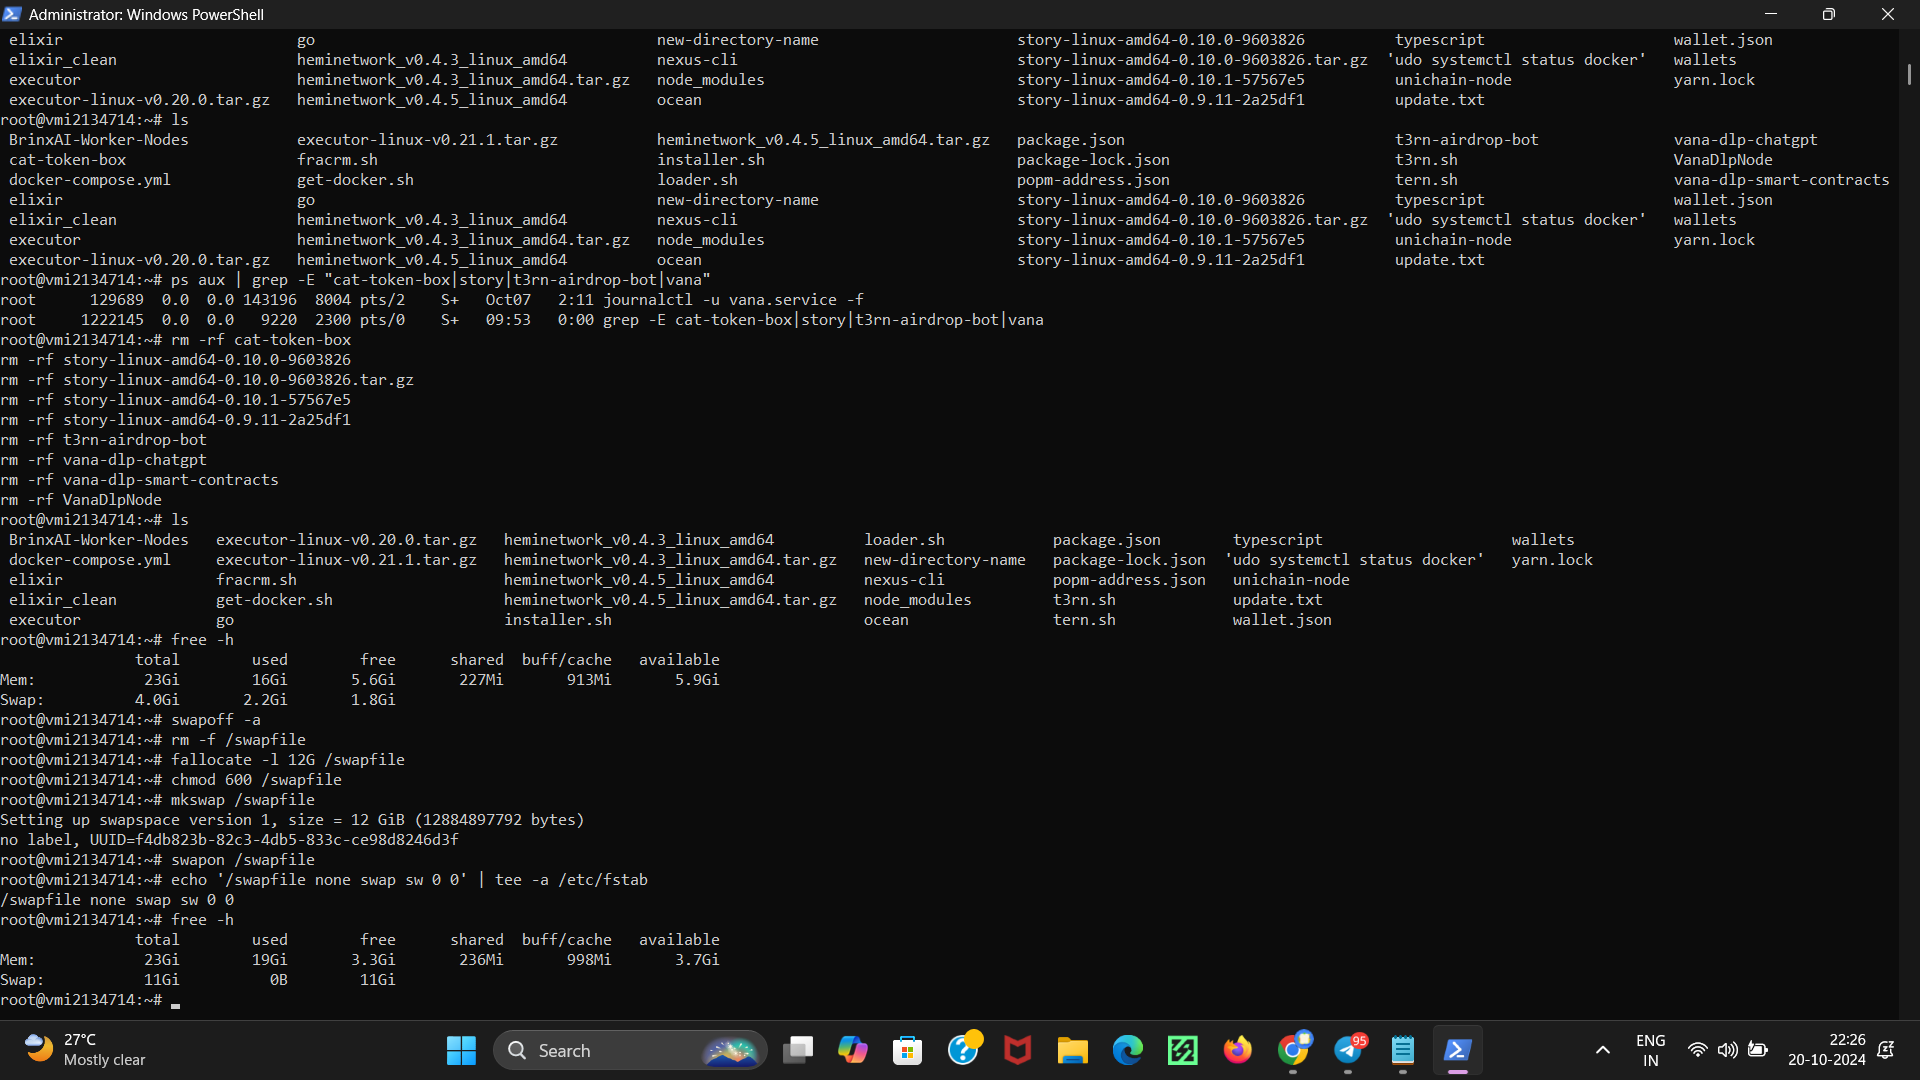 Administrator: Windows PowerShell
elixir go new-directory-name story-linux-amd64-0.10.0-9603826 typescript wallet.json
elixir_clean heminetwork_v0.4.3_linux_amd64 nexus-cli story-linux-amd64-0.10.0-9603826.tar.gz 'udo systemctl status docker' wallets
executor heminetwork_v0.4.3_linux_amd64.tar.gz node_modules story-linux-amd64-0.10.1-57567e5 unichain-node yarn.lock
executor-linux-v0.20.0.tar.gz heminetwork_v0.4.5_linux_amd64 ocean story-linux-amd64-0.9.11-2a25df1 update.txt
root@vmi2134714:~# ls
BrinxAI-Worker-Nodes executor-linux-v0.21.1.tar.gz heminetwork_v0.4.5_linux_amd64.tar.gz package.json t3rn-airdrop-bot vana-dlp-chatgpt
cat-token-box fracrm.sh installer.sh package-lock.json t3rn.sh VanaDlpNode
docker-compose.yml get-docker.sh loader.sh popm-address.json tern.sh vana-dlp-smart-contracts
elixir go new-directory-name story-linux-amd64-0.10.0-9603826 typescript wallet.json
elixir_clean heminetwork_v0.4.3_linux_amd64 nexus-cli story-linux-amd64-0.10.0-9603826.tar.gz 'udo systemctl status docker' wallets
executor heminetwork_v0.4.3_linux_amd64.tar.gz node_modules story-linux-amd64-0.10.1-57567e5 unichain-node yarn.lock
executor-linux-v0.20.0.tar.gz heminetwork_v0.4.5_linux_amd64 ocean story-linux-amd64-0.9.11-2a25df1 update.txt
root@vmi2134714:~# ps aux | grep -E "cat-token-box|story|t3rn-airdrop-bot|vana"
root 129689 0.0 0.0 143196 8004 pts/2 S+ Oct07 2:11 journalctl -u vana.service -f
root 1222145 0.0 0.0 9220 2300 pts/0 S+ 09:53 0:00 grep -E cat-token-box|story|t3rn-airdrop-bot|vana
root@vmi2134714:~# rm -rf cat-token-box
rm -rf story-linux-amd64-0.10.0-9603826
rm -rf story-linux-amd64-0.10.0-9603826.tar.gz
rm -rf story-linux-amd64-0.10.1-57567e5
rm -rf story-linux-amd64-0.9.11-2a25df1
rm -rf t3rn-airdrop-bot
rm -rf vana-dlp-chatgpt
rm -rf vana-dlp-smart-contracts
rm -rf VanaDlpNode
root@vmi2134714:~# ls
BrinxAI-Worker-Nodes executor-linux-v0.20.0.tar.gz heminetwork_v0.4.3_linux_amd64 loader.sh package.json typescript wallets
docker-compose.yml executor-linux-v0.21.1.tar.gz heminetwork_v0.4.3_linux_amd64.tar.gz new-directory-name package-lock.json 'udo systemctl status docker' yarn.lock
elixir fracrm.sh heminetwork_v0.4.5_linux_amd64 nexus-cli popm-address.json unichain-node
elixir_clean get-docker.sh heminetwork_v0.4.5_linux_amd64.tar.gz node_modules t3rn.sh update.txt
executor go installer.sh ocean tern.sh wallet.json
root@vmi2134714:~# free -h
total used free shared buff/cache available
Mem: 23Gi 16Gi 5.6Gi 227Mi 913Mi 5.9Gi
Swap: 4.0Gi 2.2Gi 1.8Gi
root@vmi2134714:~# swapoff -a
root@vmi2134714:~# rm -f /swapfile
root@vmi2134714:~# fallocate -l 12G /swapfile
root@vmi2134714:~# chmod 600 /swapfile
root@vmi2134714:~# mkswap /swapfile
Setting up swapspace version 1, size = 12 GiB (12884897792 bytes)
no label, UUID=f4db823b-82c3-4db5-833c-ce98d8246d3f
root@vmi2134714:~# swapon /swapfile
root@vmi2134714:~# echo '/swapfile none swap sw 0 0' | tee -a /etc/fstab
/swapfile none swap sw 0 0
root@vmi2134714:~# free -h
total used free shared buff/cache available
Mem: 23Gi 19Gi 3.3Gi 236Mi 998Mi 3.7Gi
Swap: 11Gi 0B 11Gi
root@vmi2134714:~#
27°C
Mostly clear
Search
95
ENG
IN
22:26
20-10-2024